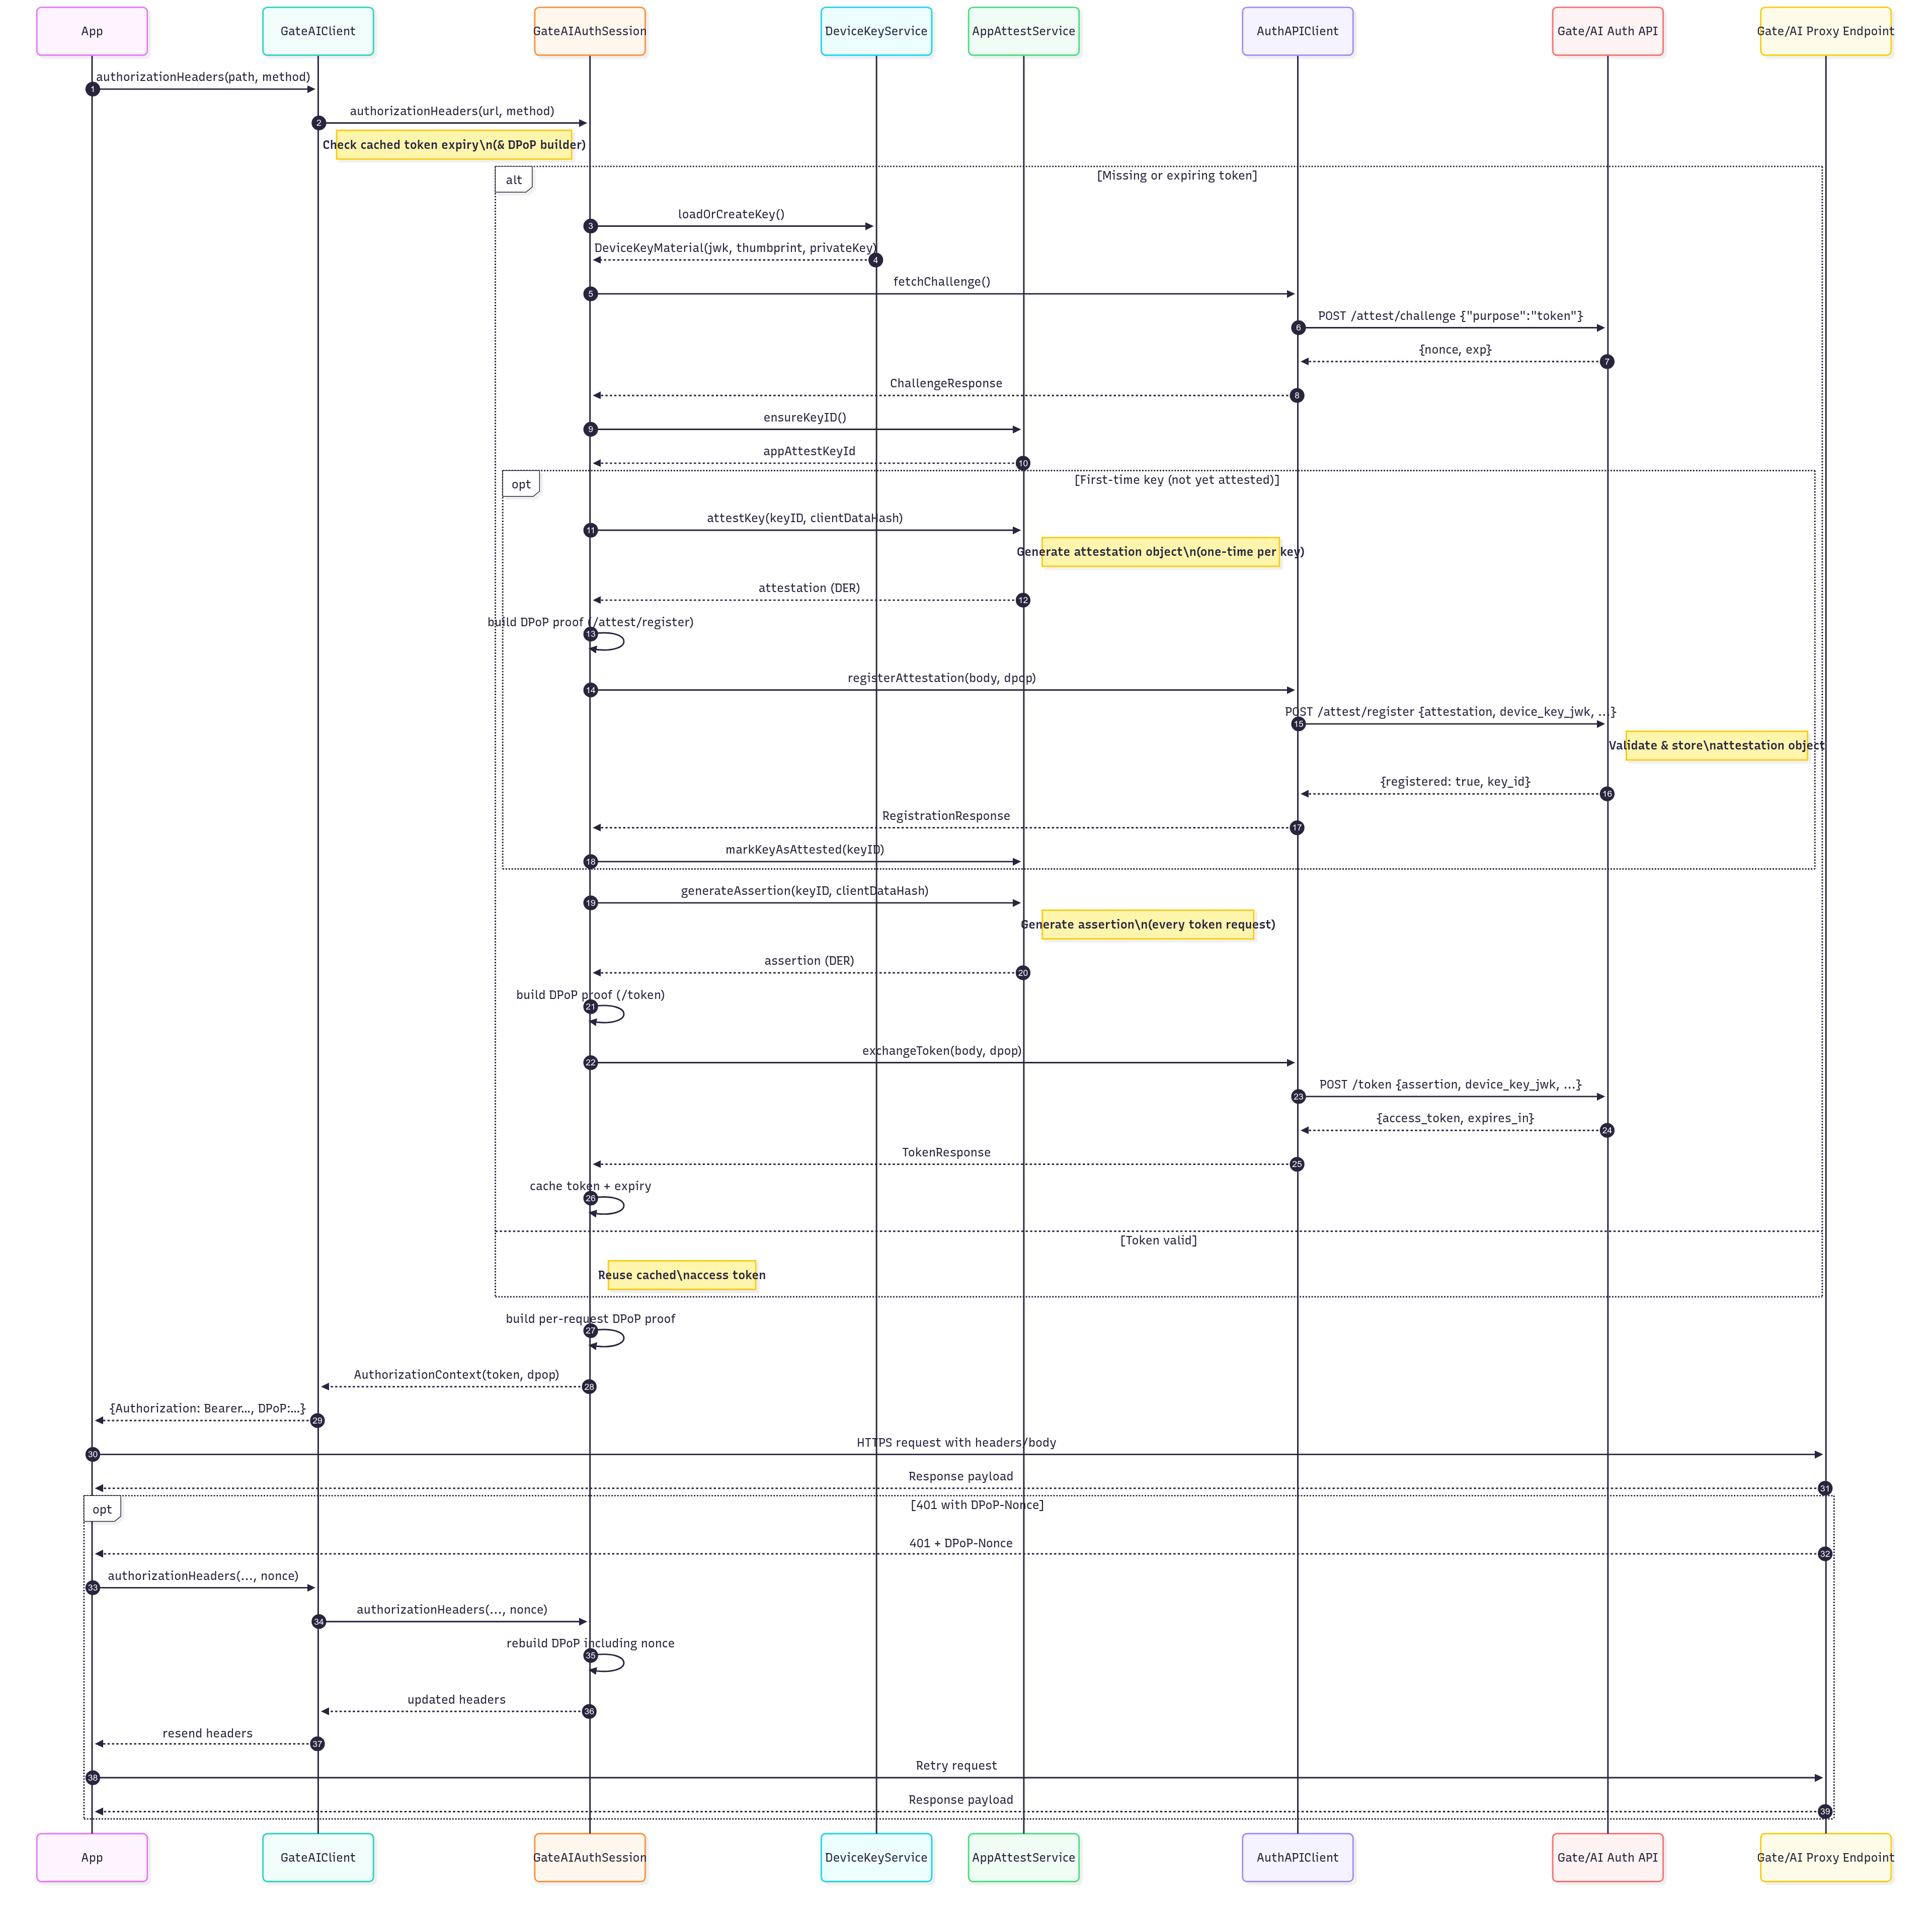 App
GateAIClient
GateAIAuthSession
DeviceKeyService
AppAttestService
AuthAPIClient
Gate/AI Auth API
Gate/AI Proxy Endpoint
authorizationHeaders(path, method)
1
authorizationHeaders(url, method)
2
Check cached token expiry\n(& DPoP builder)
alt
[Missing or expiring token]
loadOrCreateKey()
3
DeviceKeyMaterial(jwk, thumbprint, privateKey)
4
fetchChallenge()
5
POST /attest/challenge {"purpose":"token"}
6
{nonce, exp}
7
ChallengeResponse
8
ensureKeyID()
9
appAttestKeyId
10
opt
[First-time key (not yet attested)]
attestKey(keyID, clientDataHash)
11
Generate attestation object\n(one-time per key)
attestation (DER)
12
build DPoP proof (/attest/register)
13
registerAttestation(body, dpop)
14
POST /attest/register {attestation, device_key_jwk, ...}
15
Validate & store\nattestation object
{registered: true, key_id}
16
RegistrationResponse
17
markKeyAsAttested(keyID)
18
generateAssertion(keyID, clientDataHash)
19
Generate assertion\n(every token request)
assertion (DER)
20
build DPoP proof (/token)
21
exchangeToken(body, dpop)
22
POST /token {assertion, device_key_jwk, ...}
23
{access_token, expires_in}
24
TokenResponse
25
cache token + expiry
26
[Token valid]
Reuse cached\naccess token
build per-request DPoP proof
27
AuthorizationContext(token, dpop)
28
{Authorization: Bearer..., DPoP:...}
29
HTTPS request with headers/body
30
Response payload
31
opt
[401 with DPoP-Nonce]
401 + DPoP-Nonce
32
authorizationHeaders(..., nonce)
33
authorizationHeaders(..., nonce)
34
rebuild DPoP including nonce
35
updated headers
36
resend headers
37
Retry request
38
Response payload
39
App
GateAIClient
GateAIAuthSession
DeviceKeyService
AppAttestService
AuthAPIClient
Gate/AI Auth API
Gate/AI Proxy Endpoint